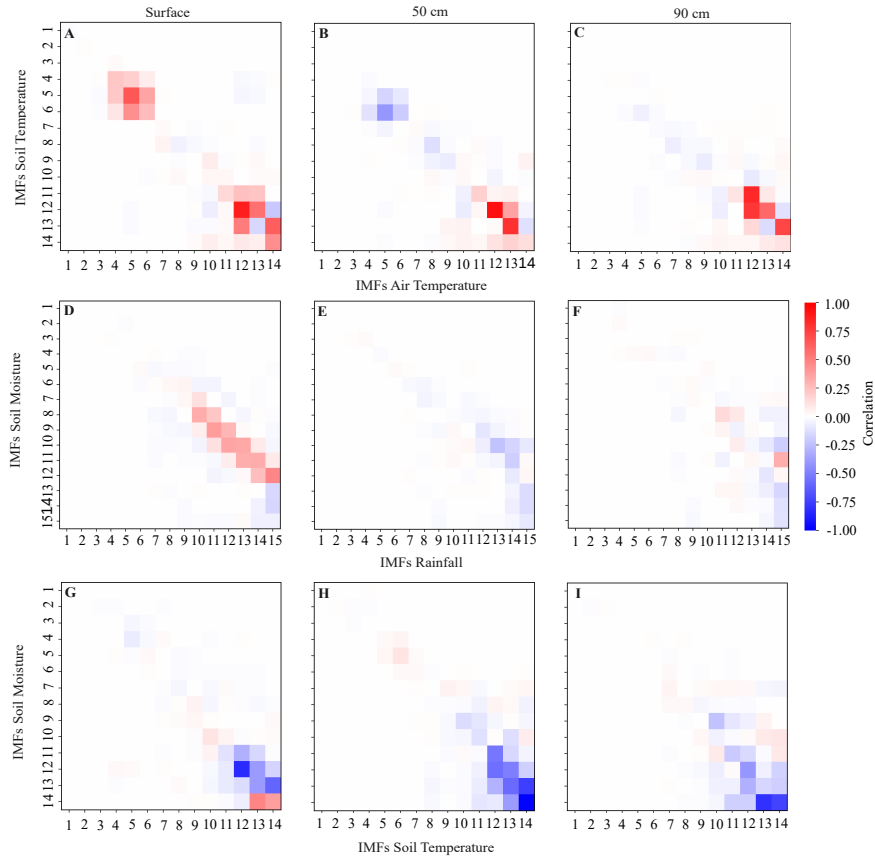 Surface 50 cm 90 cm
A B C
IMFs Soil Temperature
1 2 3 4 5 6 7 8 9 10 11 12 13 14
1 2 3 4 5 6 7 8 9 10 12 13 14
1 2 3 4 5 6 7 8 9 10 11 12 13 14
1 2 3 4 5 6 7 8 9 10 11 12 13 14
IMFs Air Temperature
D E F
IMFs Soil Moisture
1 2 3 4 5 6 7 8 9 10 11 12 13 14 15
1 2 3 4 5 6 7 8 9 10 11 12 13 14 15
1 2 3 4 5 6 7 8 9 10 11 12 13 14 15
1 2 3 4 5 6 7 8 9 10 11 12 13 14 15
IMFs Rainfall
1.00
0.75
0.50
0.25
0.00
-0.25
-0.50
-0.75
-1.00
Correlation
G H I
IMFs Soil Moisture
1 2 3 4 5 6 7 8 9 10 11 12 13 14
1 2 3 4 5 6 7 8 9 10 11 12 13 14
1 2 3 4 5 6 7 8 9 10 11 12 13 14
1 2 3 4 5 6 7 8 9 10 11 12 13 14
IMFs Soil Temperature